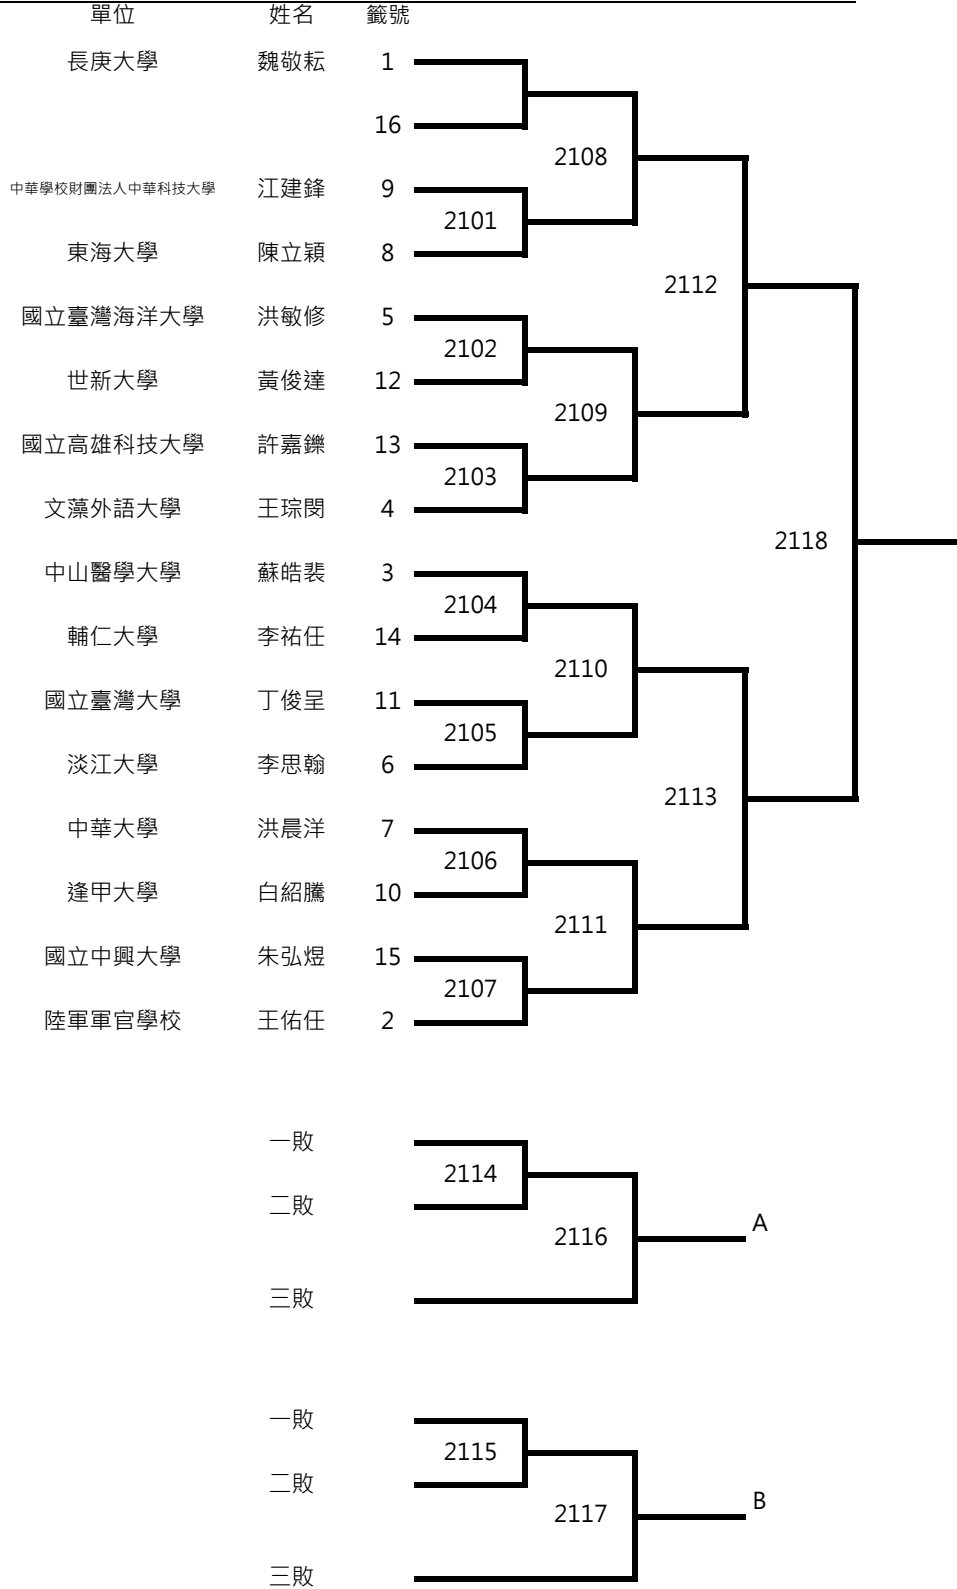 單位 姓名 籤號
長庚大學 魏敬耘 1
16
2108
中華學校財團法人中華科技大學 江建鋒 9
2101
東海大學 陳立穎 8
2112
國立臺灣海洋大學 洪敏修 5
2102
世新大學 黃俊達 12
2109
國立高雄科技大學 許嘉鑠 13
2103
文藻外語大學 王琮閔 4
2118
中山醫學大學 蘇皓裴 3
2104
輔仁大學 李祐任 14
2110
國立臺灣大學 丁俊呈 11
2105
淡江大學 李思翰 6
2113
中華大學 洪晨洋 7
2106
逢甲大學 白紹騰 10
2111
國立中興大學 朱弘煜 15
2107
陸軍軍官學校 王佑任 2
一敗
2114
二敗
A
2116
三敗
一敗
2115
二敗
B
2117
三敗